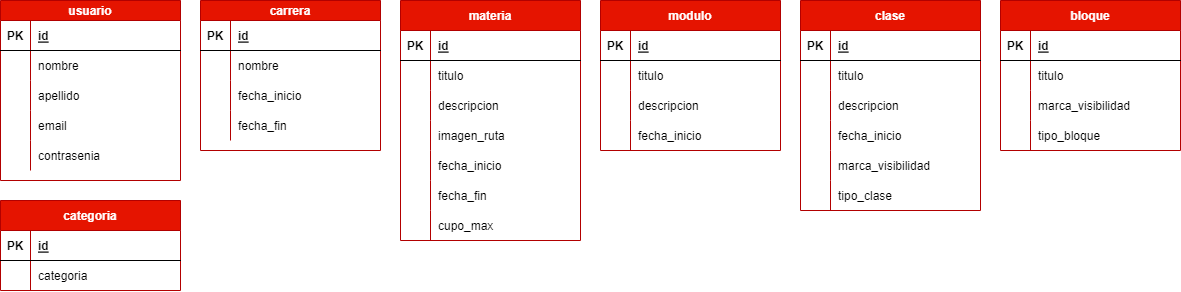 usuario
PK id
nombre
apellido
email
contrasenia
carrera
PK id
nombre
fecha_inicio
fecha_fin
materia
PK id
titulo
descripcion
imagen_ruta
fecha_inicio
fecha_fin
cupo_max
modulo
PK id
titulo
descripcion
fecha_inicio
clase
PK id
titulo
descripcion
fecha_inicio
marca_visibilidad
tipo_clase
bloque
PK id
titulo
marca_visibilidad
tipo_bloque
categoria
PK id
categoria